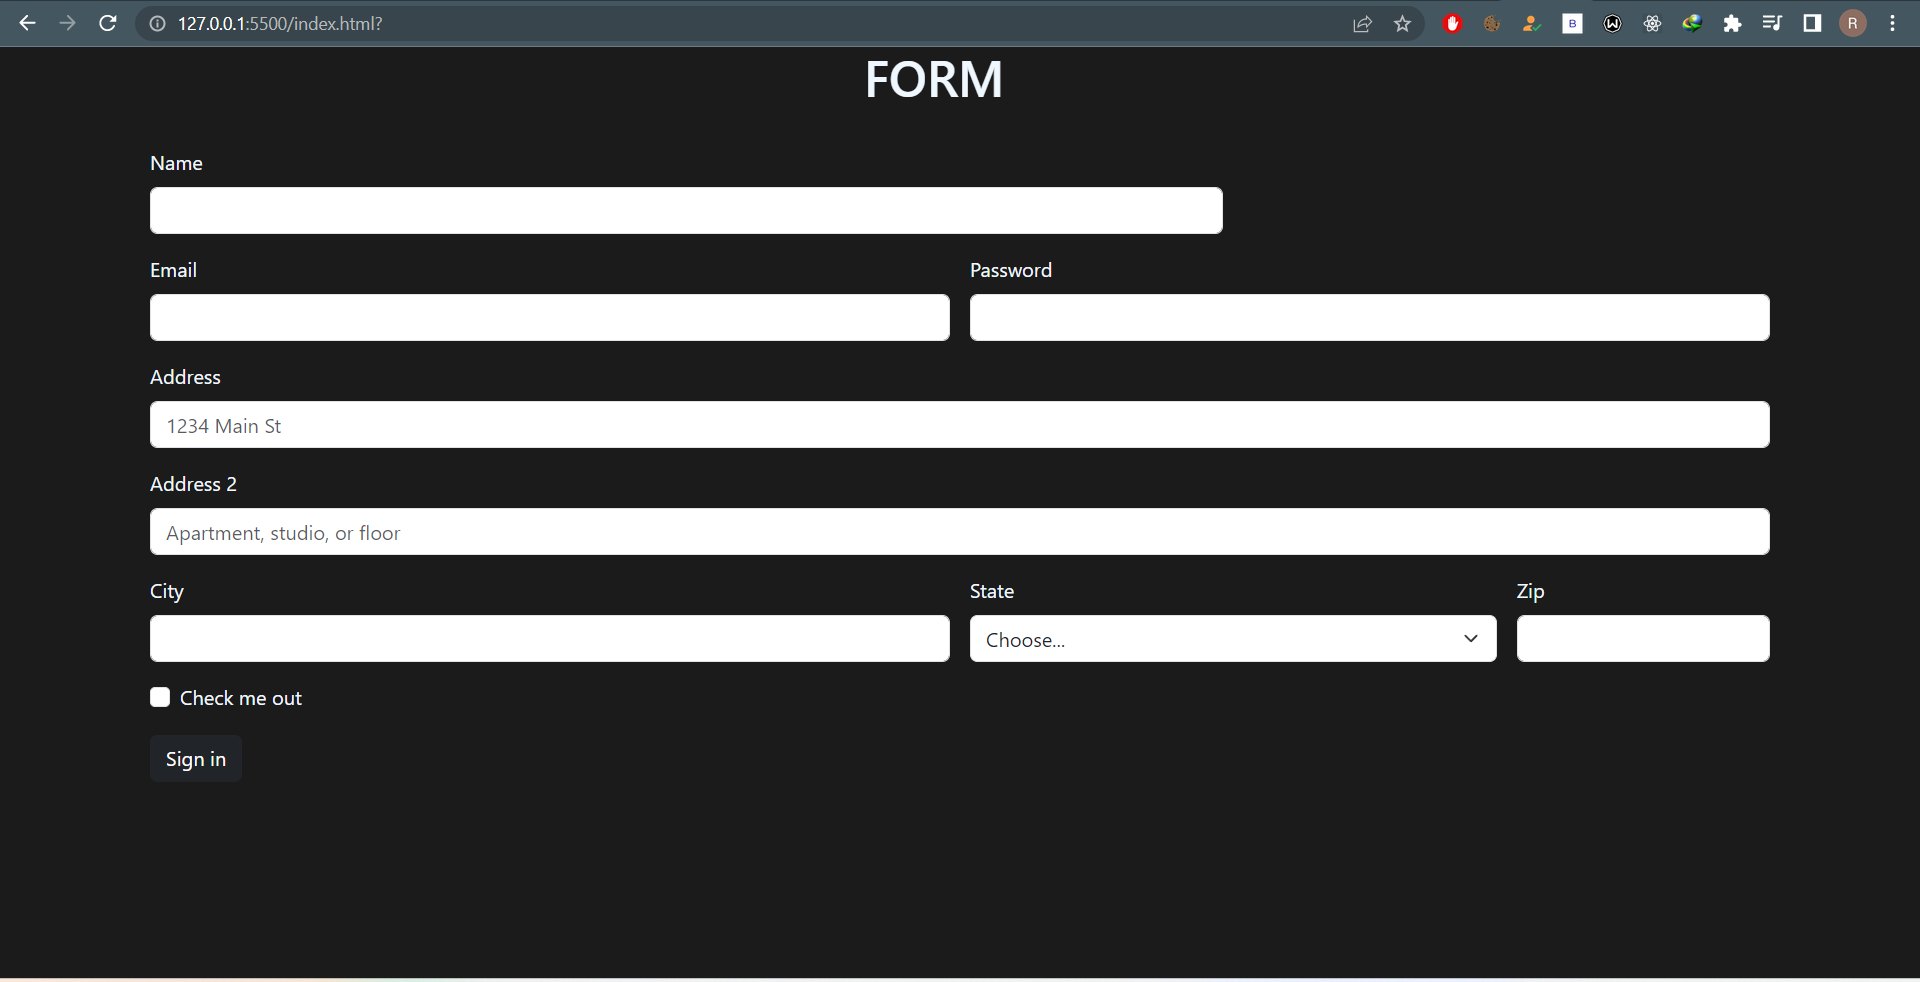 127.0.0.1:5500/index.html?
B
W
R
FORM
Name
Email Password
Address
1234 Main St
Address 2
Apartment, studio, or floor
City State Zip
Choose...
Check me out
Sign in